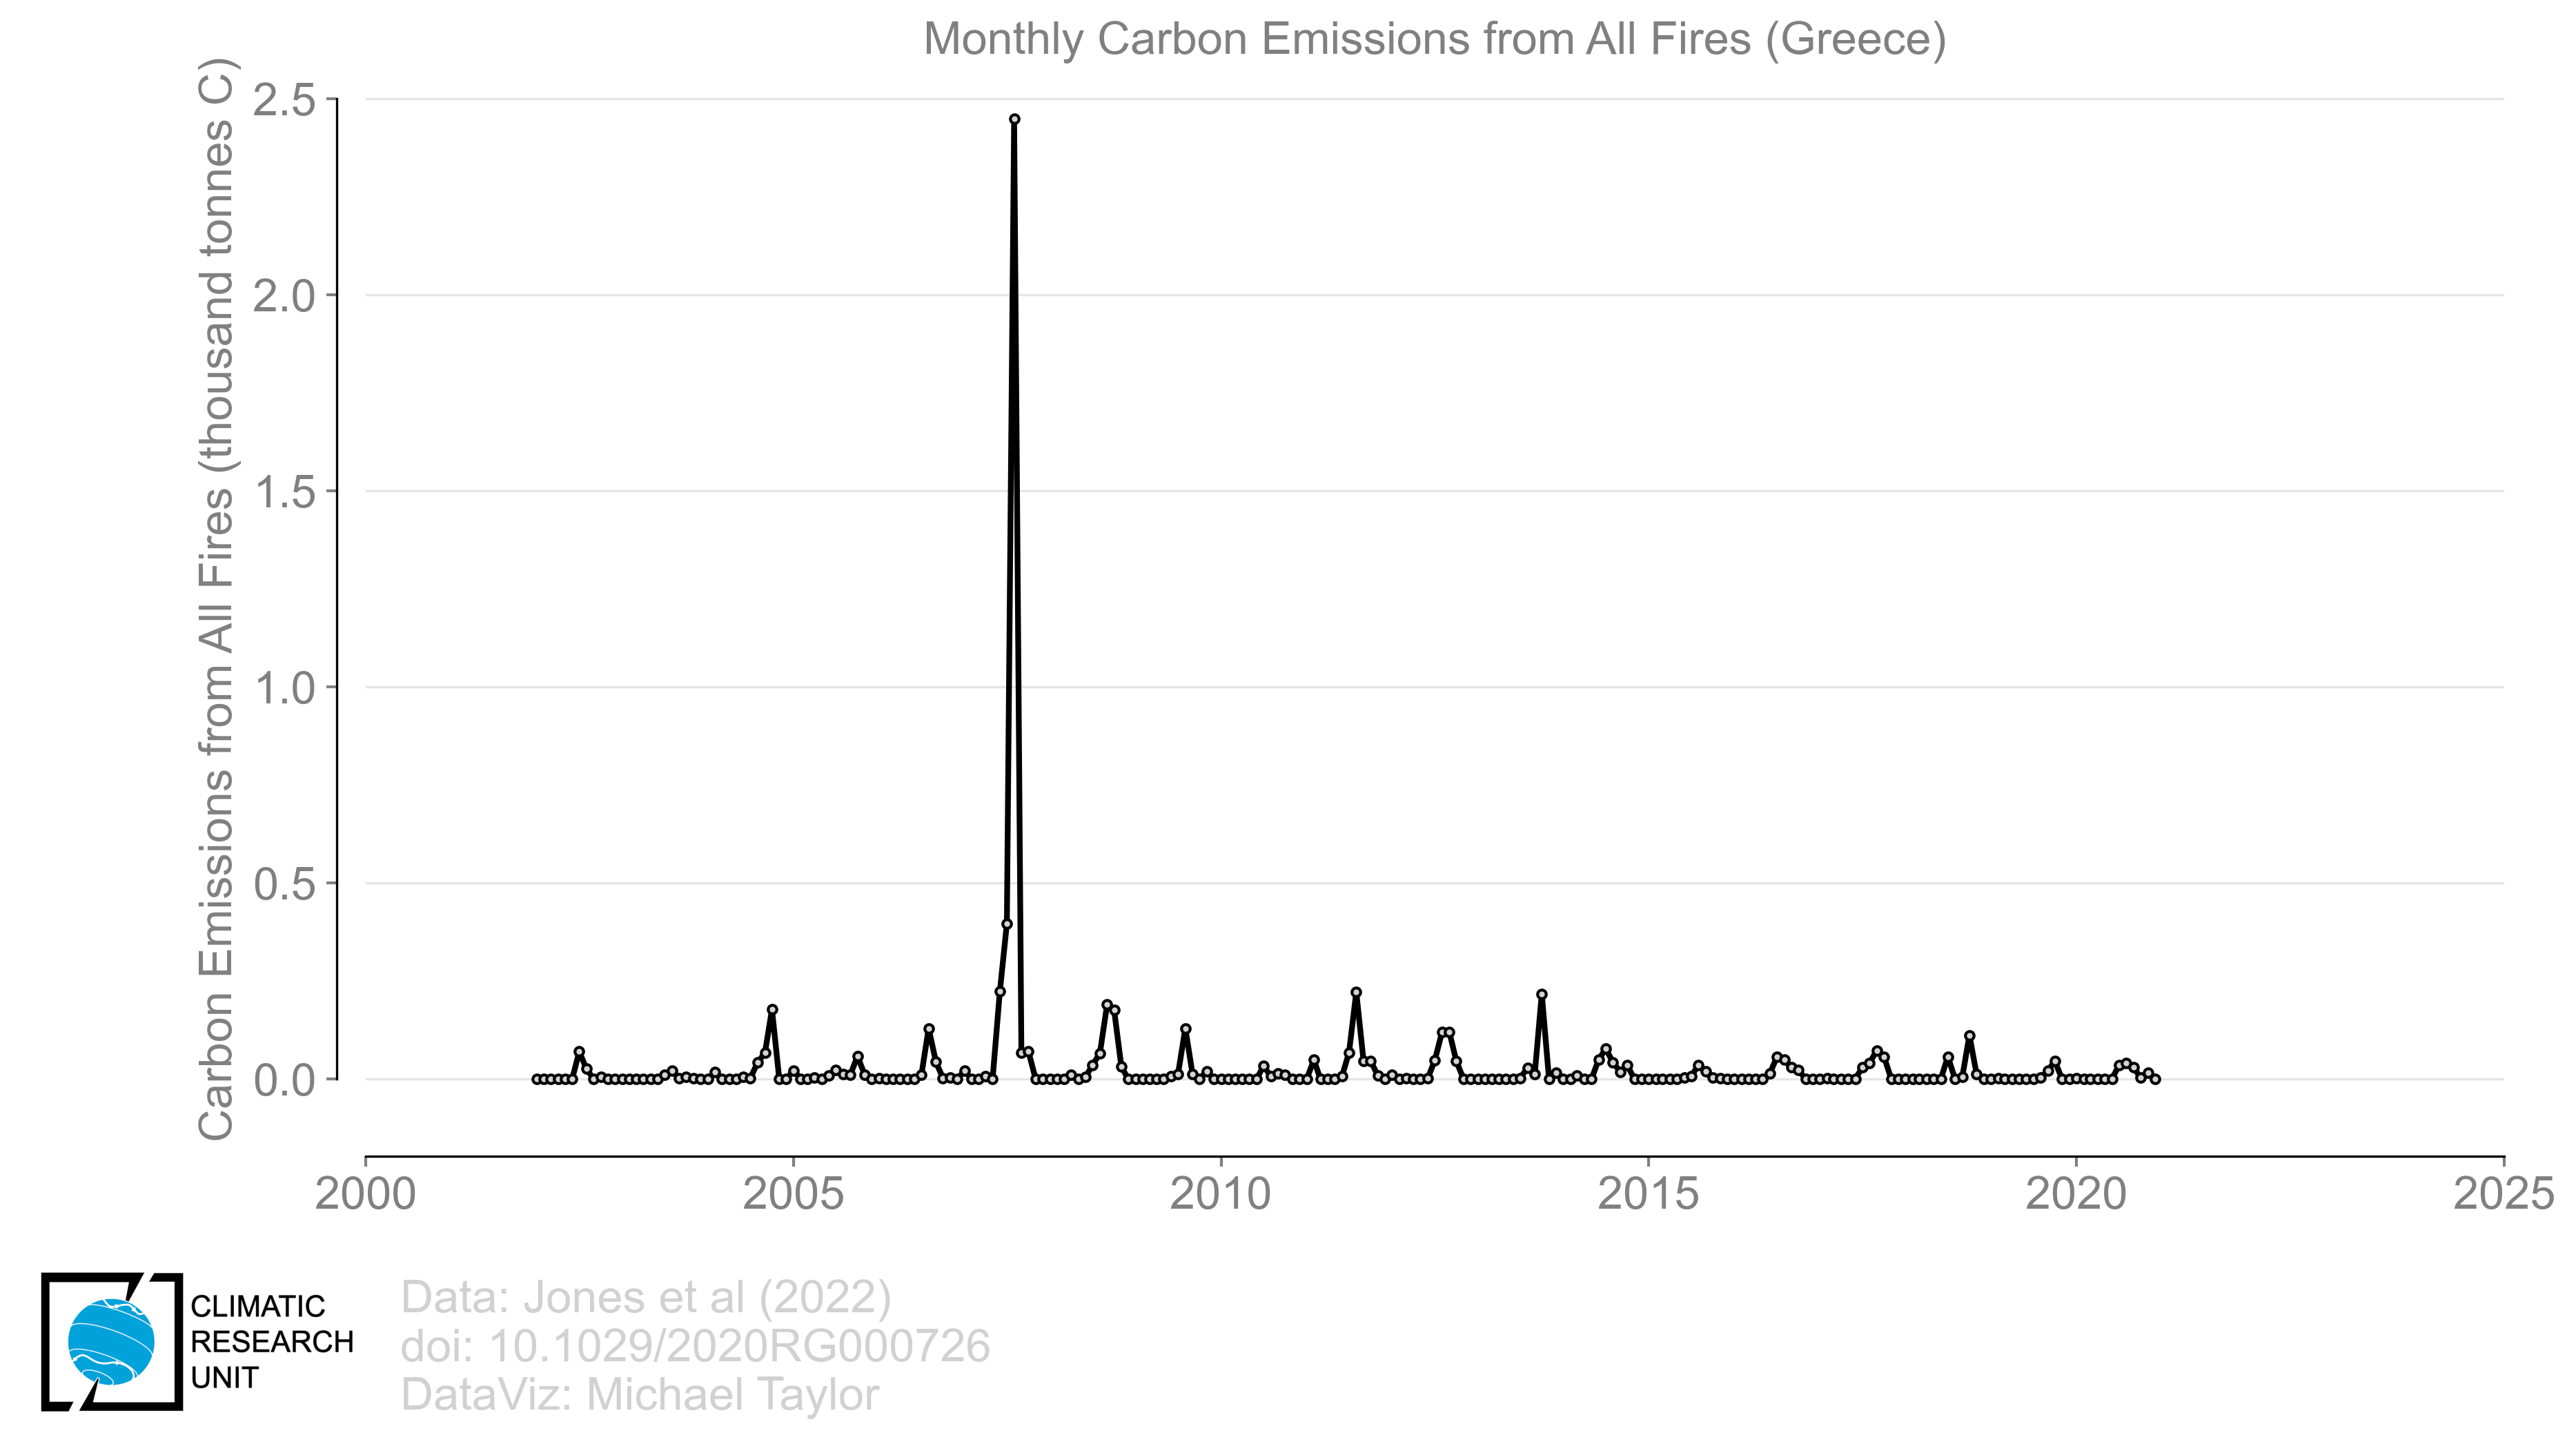 Monthly Carbon Emissions from All Fires (Greece)
Carbon Emissions from All Fires (thousand tonnes C)
2.5
2.0
1.5
1.0
0.5
0.0
2000 2005 2010 2015 2020 2025
CLIMATIC
RESEARCH
UNIT
Data: Jones et al (2022)
doi: 10.1029/2020RG000726
DataViz: Michael Taylor